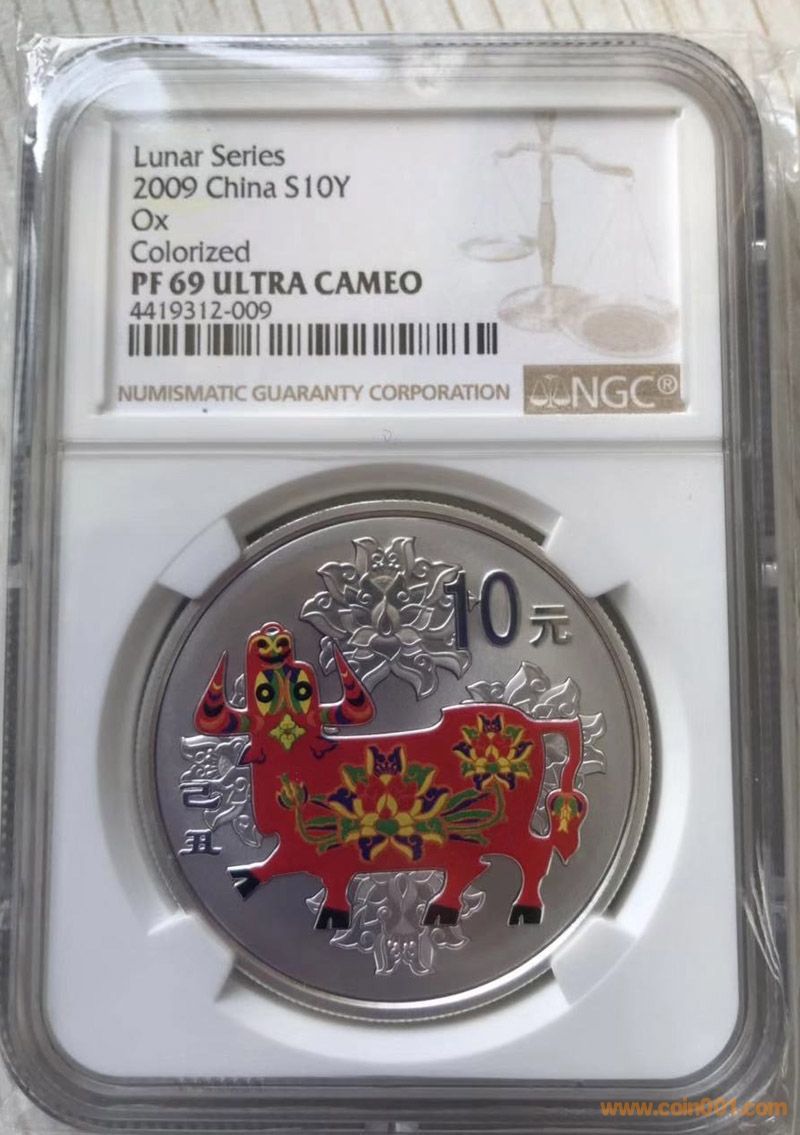 Lunar Series
2009 China S10Y
Ox
Colorized
PF 69 ULTRA CAMEO
4419312-009
NUMISMATIC GUARANTY CORPORATION
NGC®
10元
己丑
www.coin001.com